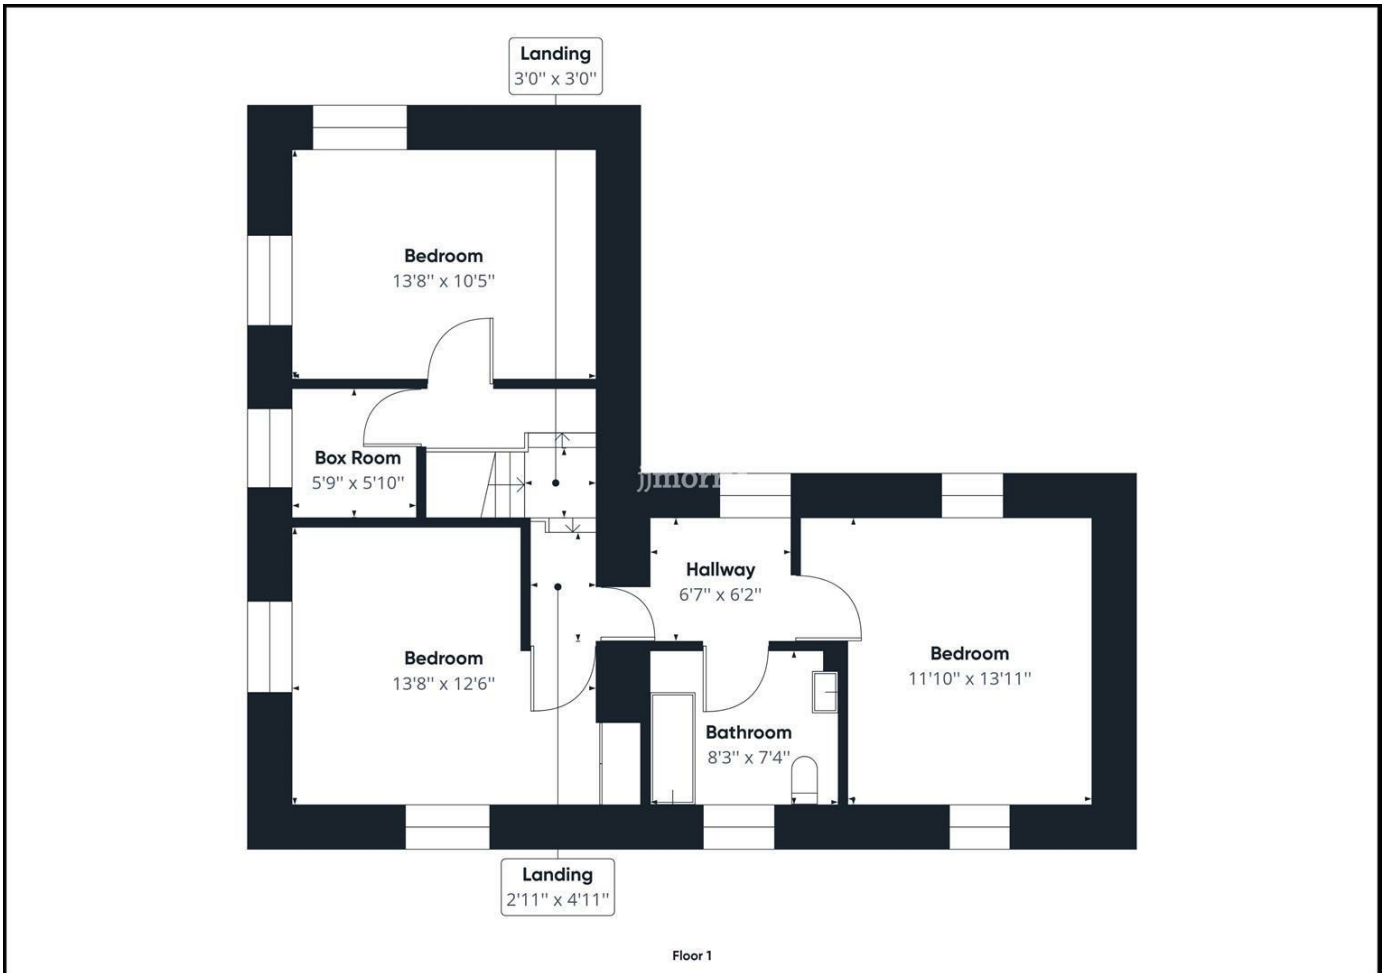 Landing
3'0" x 3'0"
Bedroom
13'8" x 10'5"
Box Room
5'9" x 5'10"
Hallway
6'7" x 6'2"
Bedroom
13'8" x 12'6"
Bedroom
11'10" x 13'11"
Bathroom
8'3" x 7'4"
Landing
2'11" x 4'11"
Floor 1